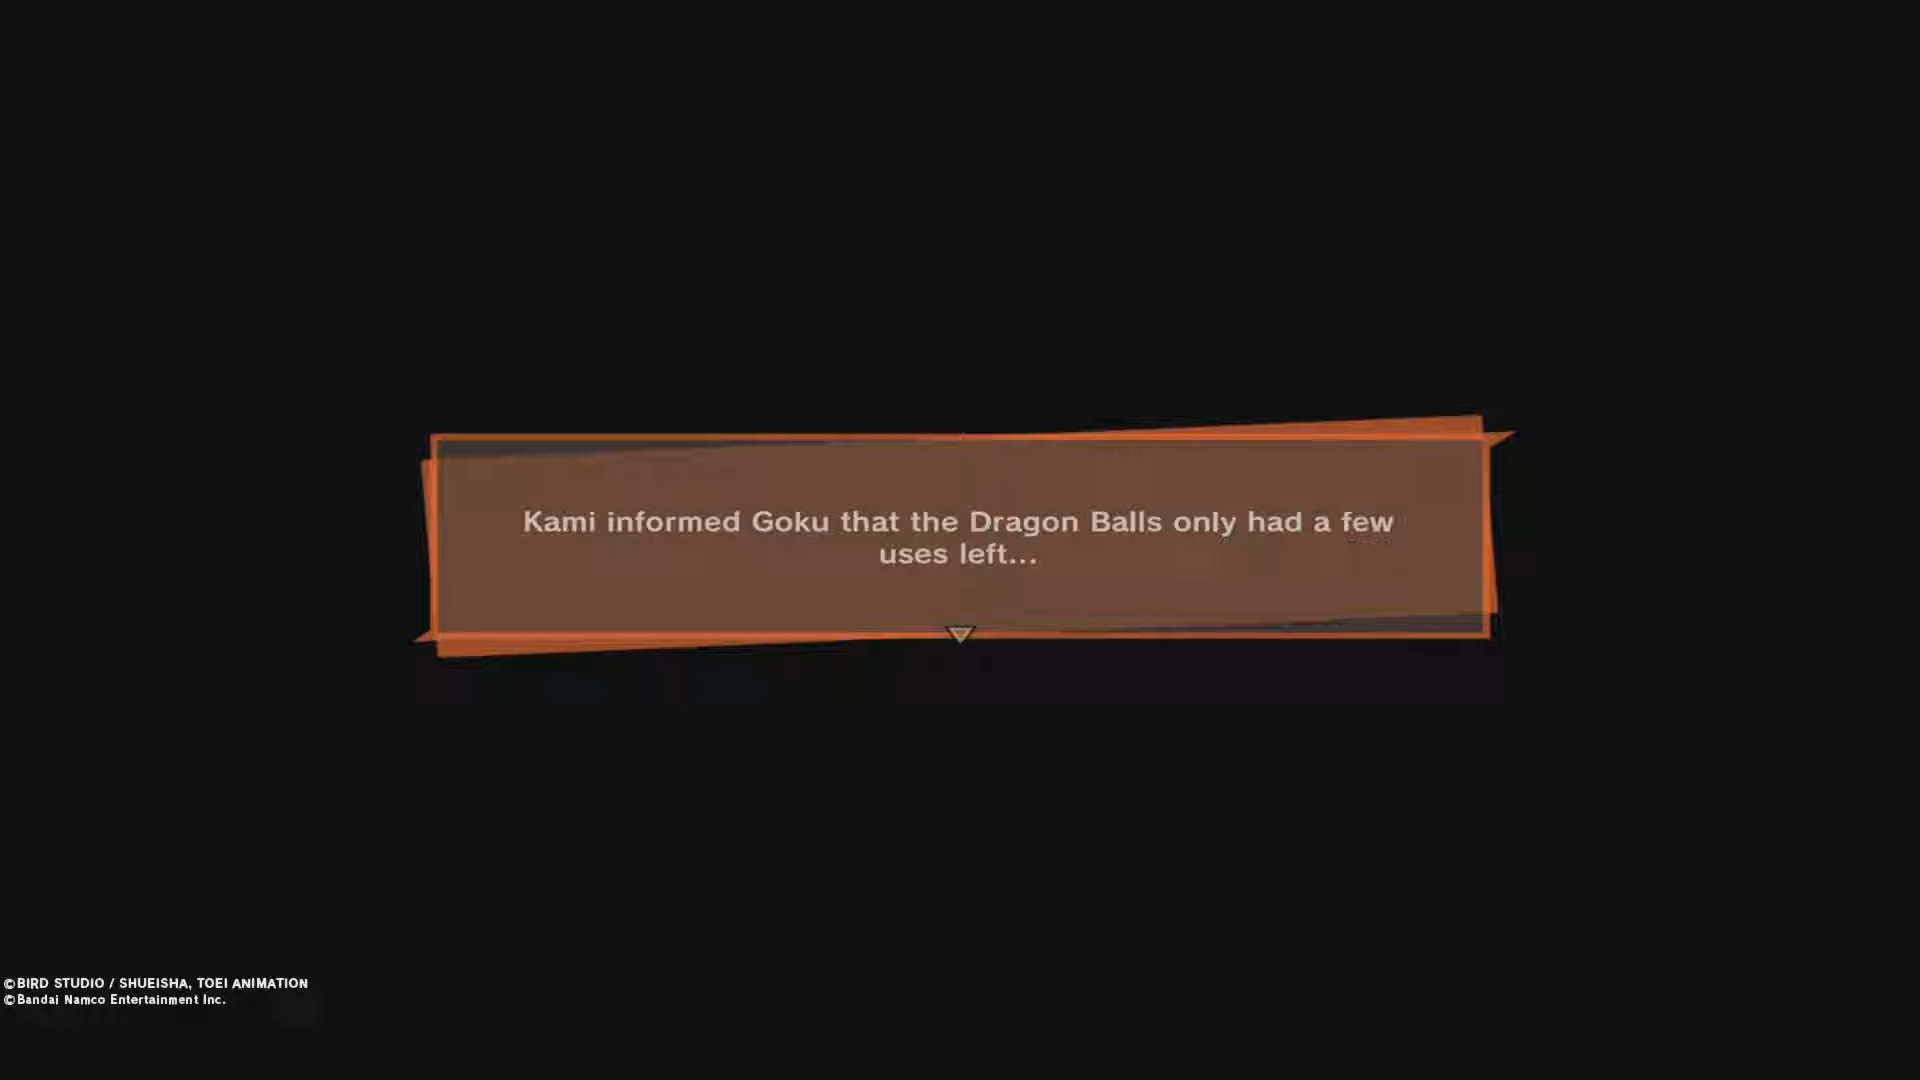 Kami informed Goku that the Dragon Balls only had a few
uses left...
©BIRD STUDIO / SHUEISHA, TOEI ANIMATION
©Bandai Namco Entertainment Inc.